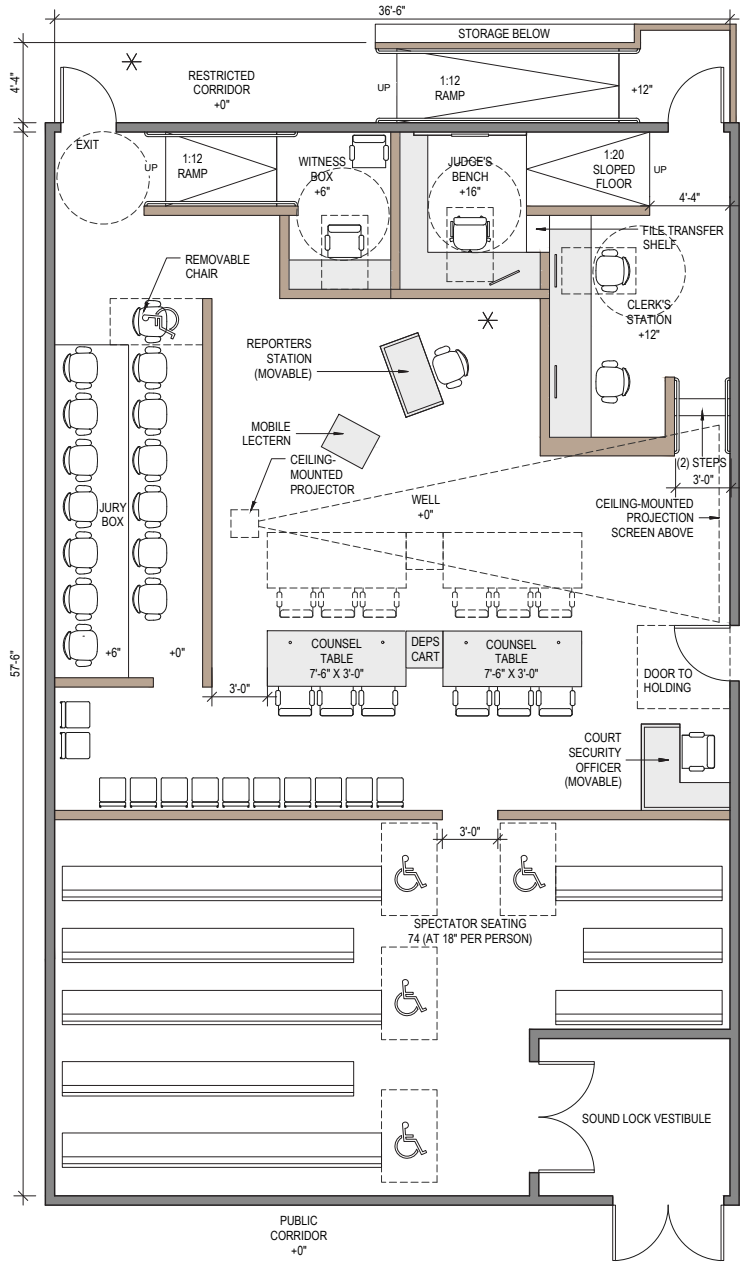 36'-6"
STORAGE BELOW
4'-4"
RESTRICTED
CORRIDOR
+0"
UP
1:12
RAMP
+12"
EXIT
UP
1:12
RAMP
WITNESS
BOX
+6"
JUDGE'S
BENCH
+16"
1:20
SLOPED
FLOOR
UP
4'-4"
FILE TRANSFER
SHELF
REMOVABLE
CHAIR
CLERK'S
STATION
+12"
REPORTERS
STATION
(MOVABLE)
MOBILE
LECTERN
CEILING-
MOUNTED
PROJECTOR
(2) STEPS
3'-0"
WELL
+0"
CEILING-MOUNTED
PROJECTION
SCREEN ABOVE
JURY
BOX
+6"
+0"
COUNSEL
TABLE
7'-6" X 3'-0"
DEPS
CART
COUNSEL
TABLE
7'-6" X 3'-0"
57'-6"
3'-0"
DOOR TO
HOLDING
COURT
SECURITY
OFFICER
(MOVABLE)
3'-0"
SPECTATOR SEATING
74 (AT 18" PER PERSON)
SOUND LOCK VESTIBULE
PUBLIC
CORRIDOR
+0"